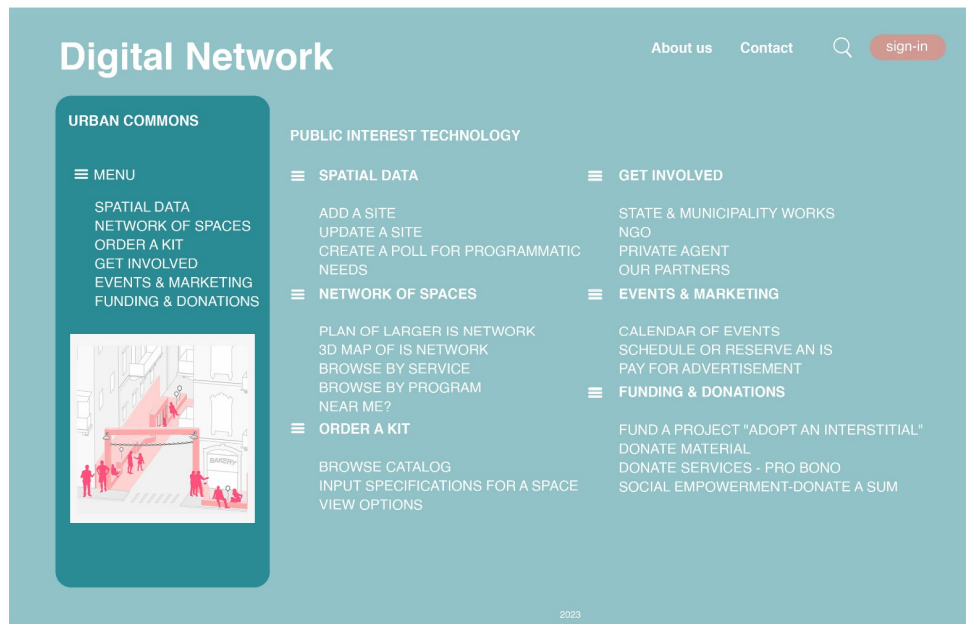 Digital Network
About us
Contact
sign-in
URBAN COMMONS
MENU
SPATIAL DATA
NETWORK OF SPACES
ORDER A KIT
GET INVOLVED
EVENTS & MARKETING
FUNDING & DONATIONS
BAKERY
PUBLIC INTEREST TECHNOLOGY
SPATIAL DATA
ADD A SITE
UPDATE A SITE
CREATE A POLL FOR PROGRAMMATIC
NEEDS
NETWORK OF SPACES
PLAN OF LARGER IS NETWORK
3D MAP OF IS NETWORK
BROWSE BY SERVICE
BROWSE BY PROGRAM
NEAR ME?
ORDER A KIT
BROWSE CATALOG
INPUT SPECIFICATIONS FOR A SPACE
VIEW OPTIONS
GET INVOLVED
STATE & MUNICIPALITY WORKS
NGO
PRIVATE AGENT
OUR PARTNERS
EVENTS & MARKETING
CALENDAR OF EVENTS
SCHEDULE OR RESERVE AN IS
PAY FOR ADVERTISEMENT
FUNDING & DONATIONS
FUND A PROJECT "ADOPT AN INTERSTITIAL"
DONATE MATERIAL
DONATE SERVICES - PRO BONO
SOCIAL EMPOWERMENT-DONATE A SUM
2023